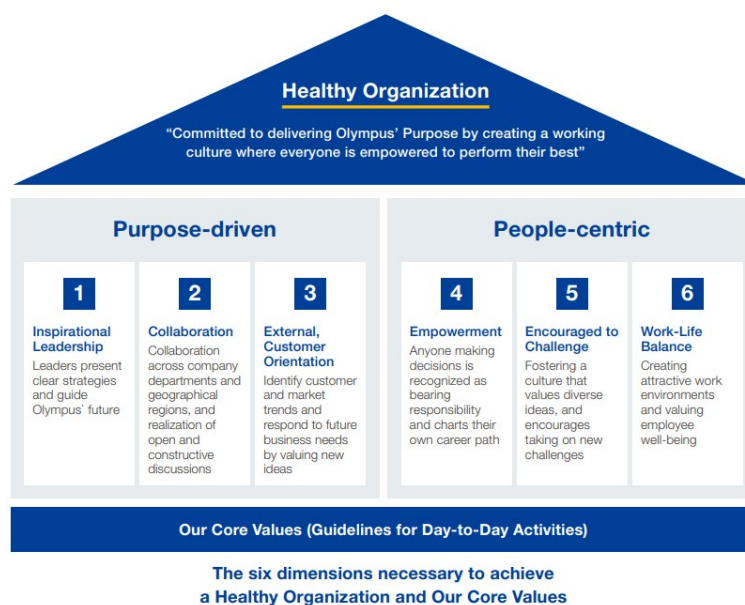 Healthy Organization
“Committed to delivering Olympus’ Purpose by creating a working
culture where everyone is empowered to perform their best”
Purpose-driven
1
Inspirational
Leadership
Leaders present
clear strategies
and guide
Olympus’ future
2
Collaboration
Collaboration
across company
departments and
geographical
regions, and
realization of
open and
constructive
discussions
3
External,
Customer
Orientation
Identify customer
and market
trends and
respond to future
business needs
by valuing new
ideas
People-centric
4
Empowerment
Anyone making
decisions is
recognized as
bearing
responsibility
and charts their
own career path
5
Encouraged to
Challenge
Fostering a
culture that
values diverse
ideas, and
encourages
taking on new
challenges
6
Work-Life
Balance
Creating
attractive work
environments
and valuing
employee
well-being
Our Core Values (Guidelines for Day-to-Day Activities)
The six dimensions necessary to achieve
a Healthy Organization and Our Core Values